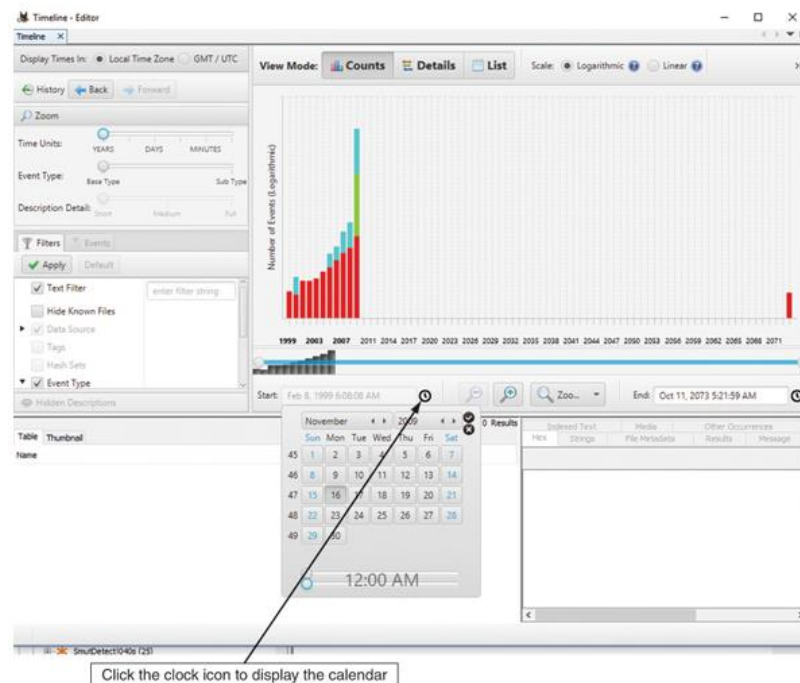 Timeline - Editor
Timeline X
Display Times In: Local Time Zone GMT / UTC
History Back Forward
Zoom
Time Units:
YEARS DAYS MINUTES
Event Type:
Base Type Sub Type
Description Detail:
Short Medium Full
Filters Events
Apply Default
Text Filter enter filter string
Hide Known Files
Data Source
Tags
Hash Sets
Event Type
Hidden Descriptions
View Mode: Counts Details List Scale: Logarithmic Linear
Number of Events (Logarithmic)
1999 2003 2007 2011 2014 2017 2020 2023 2026 2029 2032 2035 2038 2041 2044 2047 2050 2053 2056 2059 2062 2065 2068 2071
Start: Feb 8, 1999 6:08:08 AM Zoo... End: Oct 11, 2073 5:21:59 AM
November 2009
Sun Mon Tue Wed Thu Fri Sat
45 1 2 3 4 5 6 7
46 8 9 10 11 12 13 14
47 15 16 17 18 19 20 21
48 22 23 24 25 26 27 28
49 29 30
12:00 AM
Table Thumbnail
Name
0 Results
Indexed Text Media Other Occurrences
Hex Strings File Metadata Results Message
SmutDetect1040s (25)
Click the clock icon to display the calendar